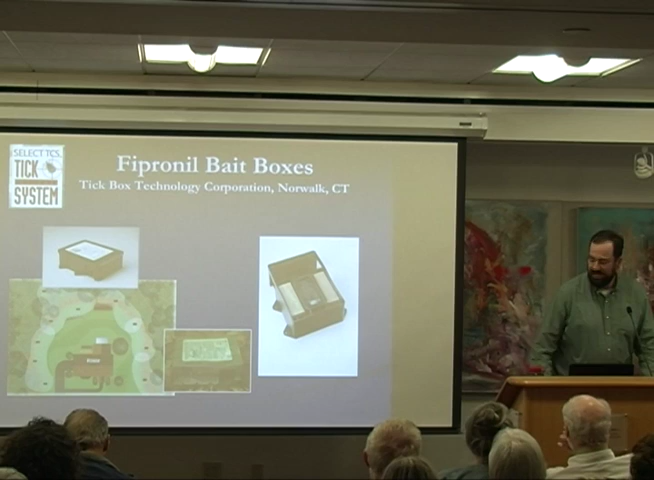 SELECT TCS
TICK
SYSTEM
Fipronil Bait Boxes
Tick Box Technology Corporation, Norwalk, CT